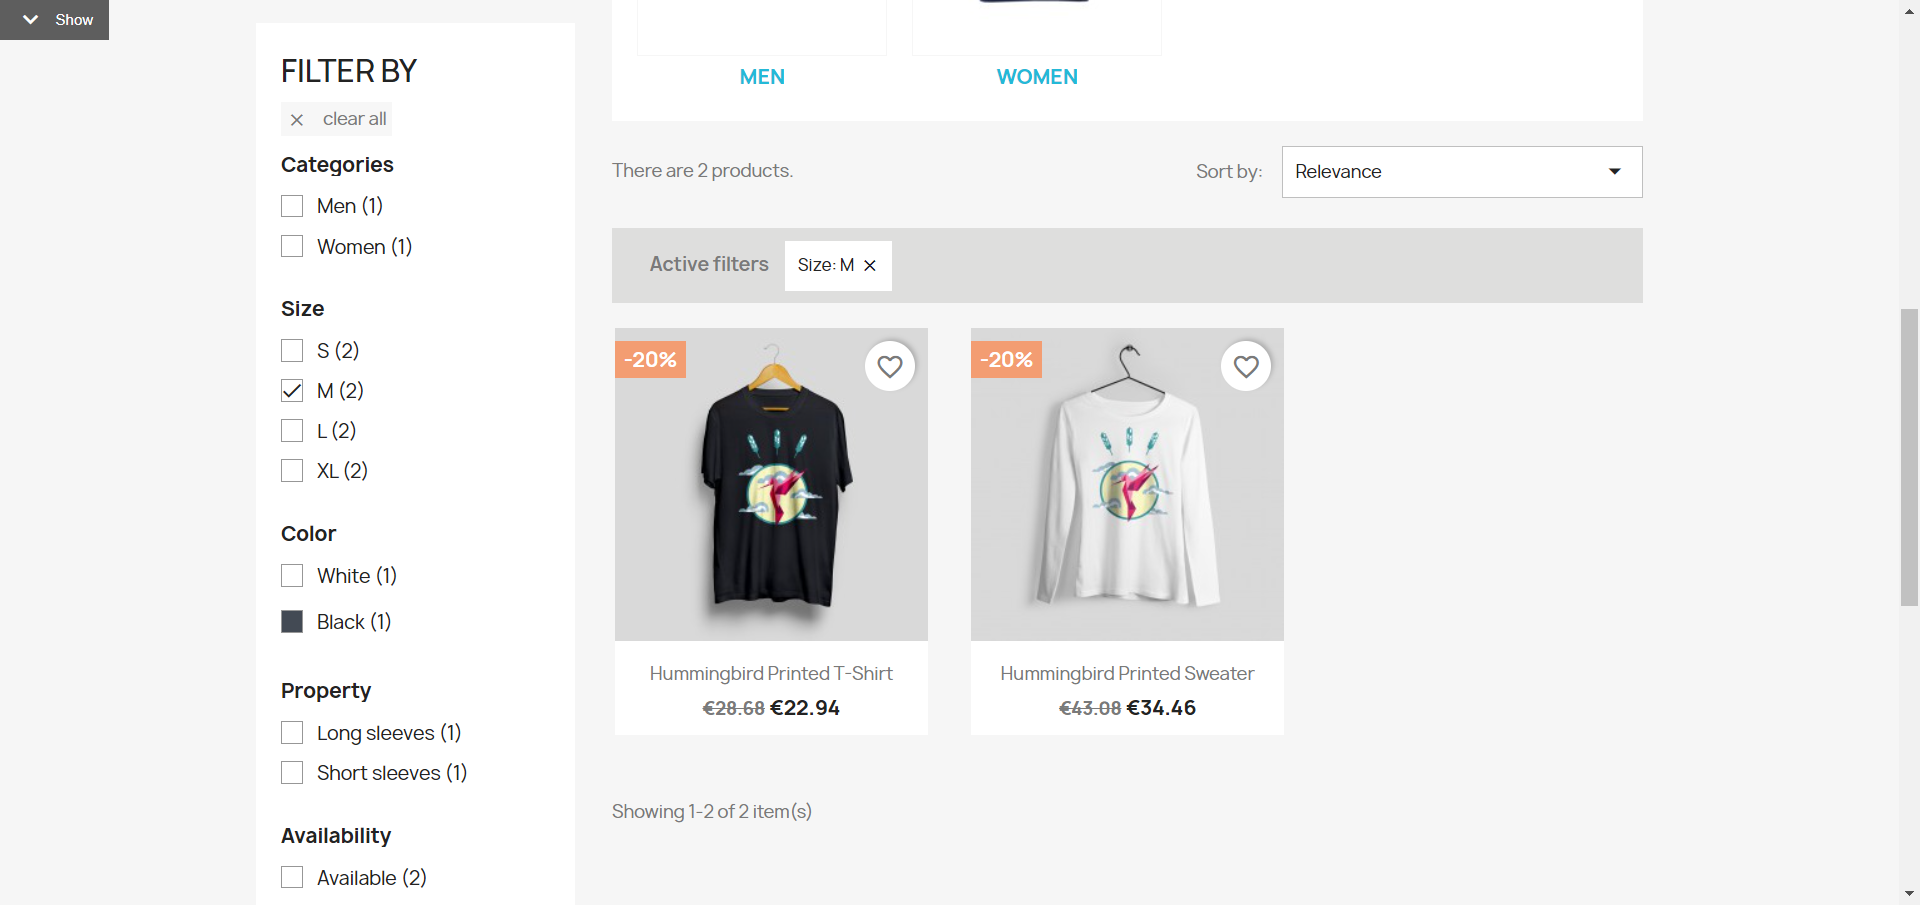 Show
FILTER BY
clear all
Categories
Men (1)
Women (1)
Size
S (2)
M (2)
L (2)
XL (2)
Color
White (1)
Black (1)
Property
Long sleeves (1)
Short sleeves (1)
Availability
Available (2)
MEN
WOMEN
There are 2 products.
Sort by:
Relevance
Active filters
Size: M
-20%
Hummingbird Printed T-Shirt
€28.68 €22.94
-20%
Hummingbird Printed Sweater
€43.08 €34.46
Showing 1-2 of 2 item(s)